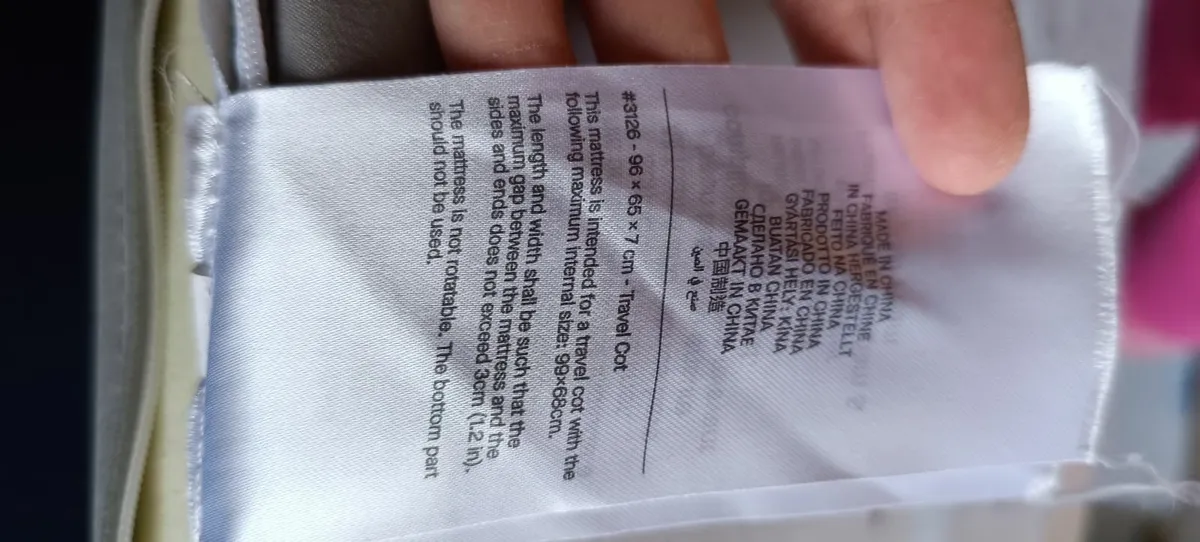 MADE IN CHINA
FABRIQUÉ EN CHINE
IN CHINA HERGESTELLT
FEITO NA CHINA
PRODOTTO IN CHINA
FABRICADO EN CHINA
GYÁRTÁSI HELY: KÍNA
BUATAN CHINA
СДЕЛАНО В КИТАЕ
GEMAAKT IN CHINA
中国制造
صنع في الصين
#3126 - 96 x 65 x 7 cm - Travel Cot
This mattress is intended for a travel cot with the
following maximum internal size: 99x68cm.
The length and width shall be such that the
maximum gap between the mattress and the
sides and ends does not exceed 3cm (1.2 in).
The mattress is not rotatable. The bottom part
should not be used.